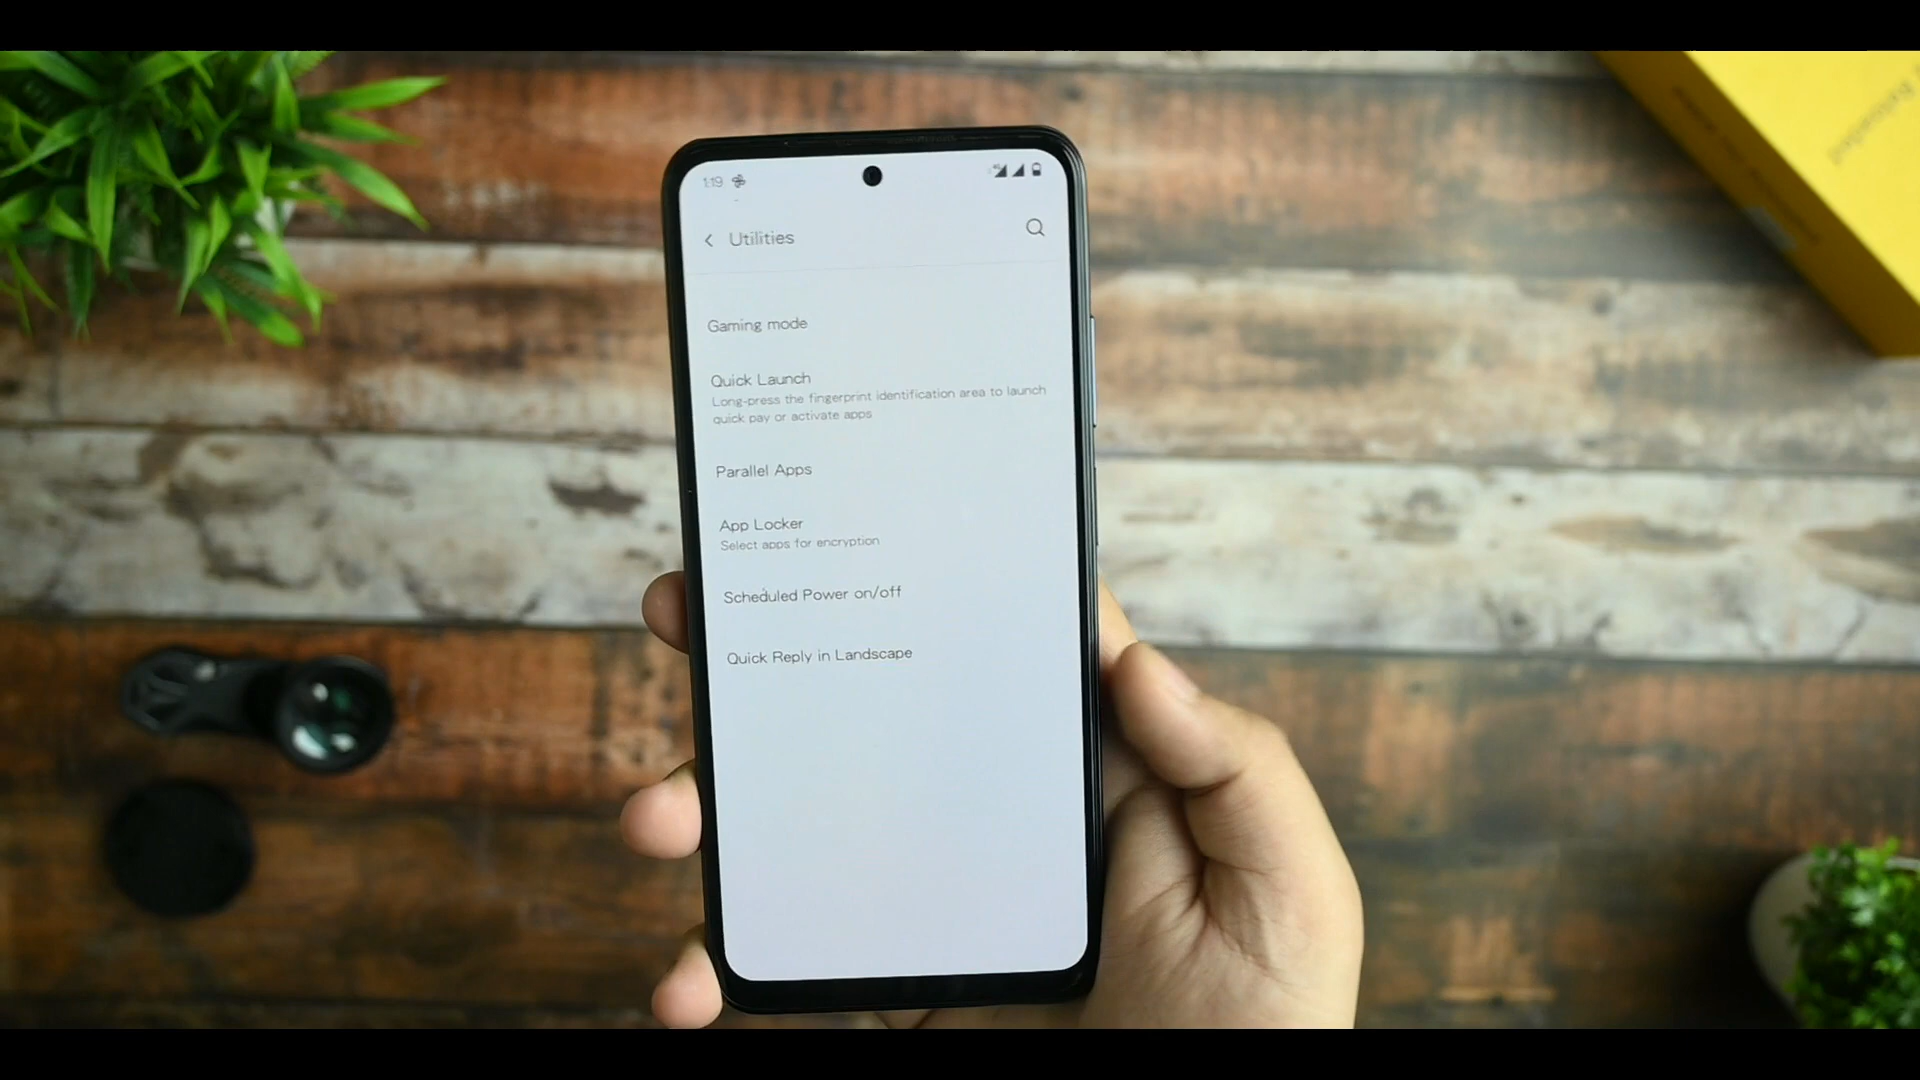 1:19
Utilities
Gaming mode
Quick Launch
Long-press the fingerprint identification area to launch
quick pay or activate apps
Parallel Apps
App Locker
Select apps for encryption
Scheduled Power on/off
Quick Reply in Landscape